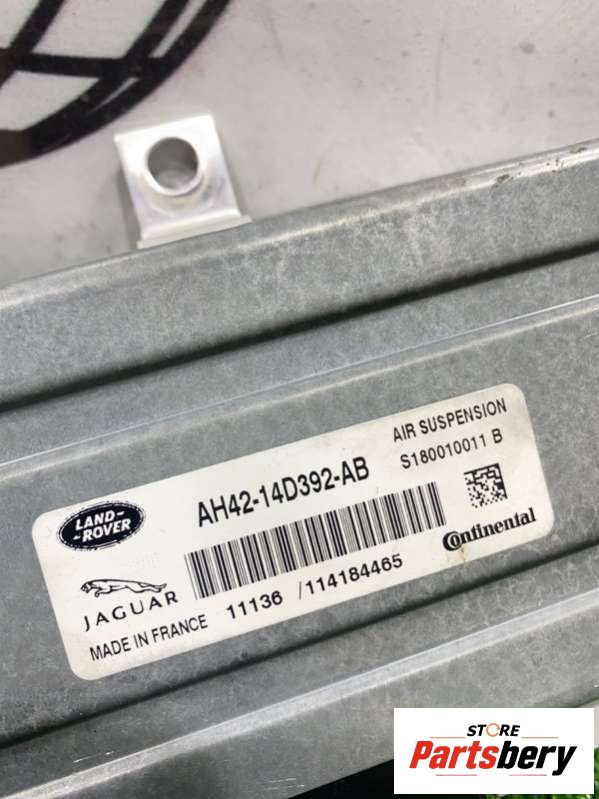 AIR SUSPENSION
LAND-
-ROVER
AH42-14D392-AB
S180010011 B
JAGUAR
11136 /114184465
Continental
MADE IN FRANCE
STORE
Partsbery